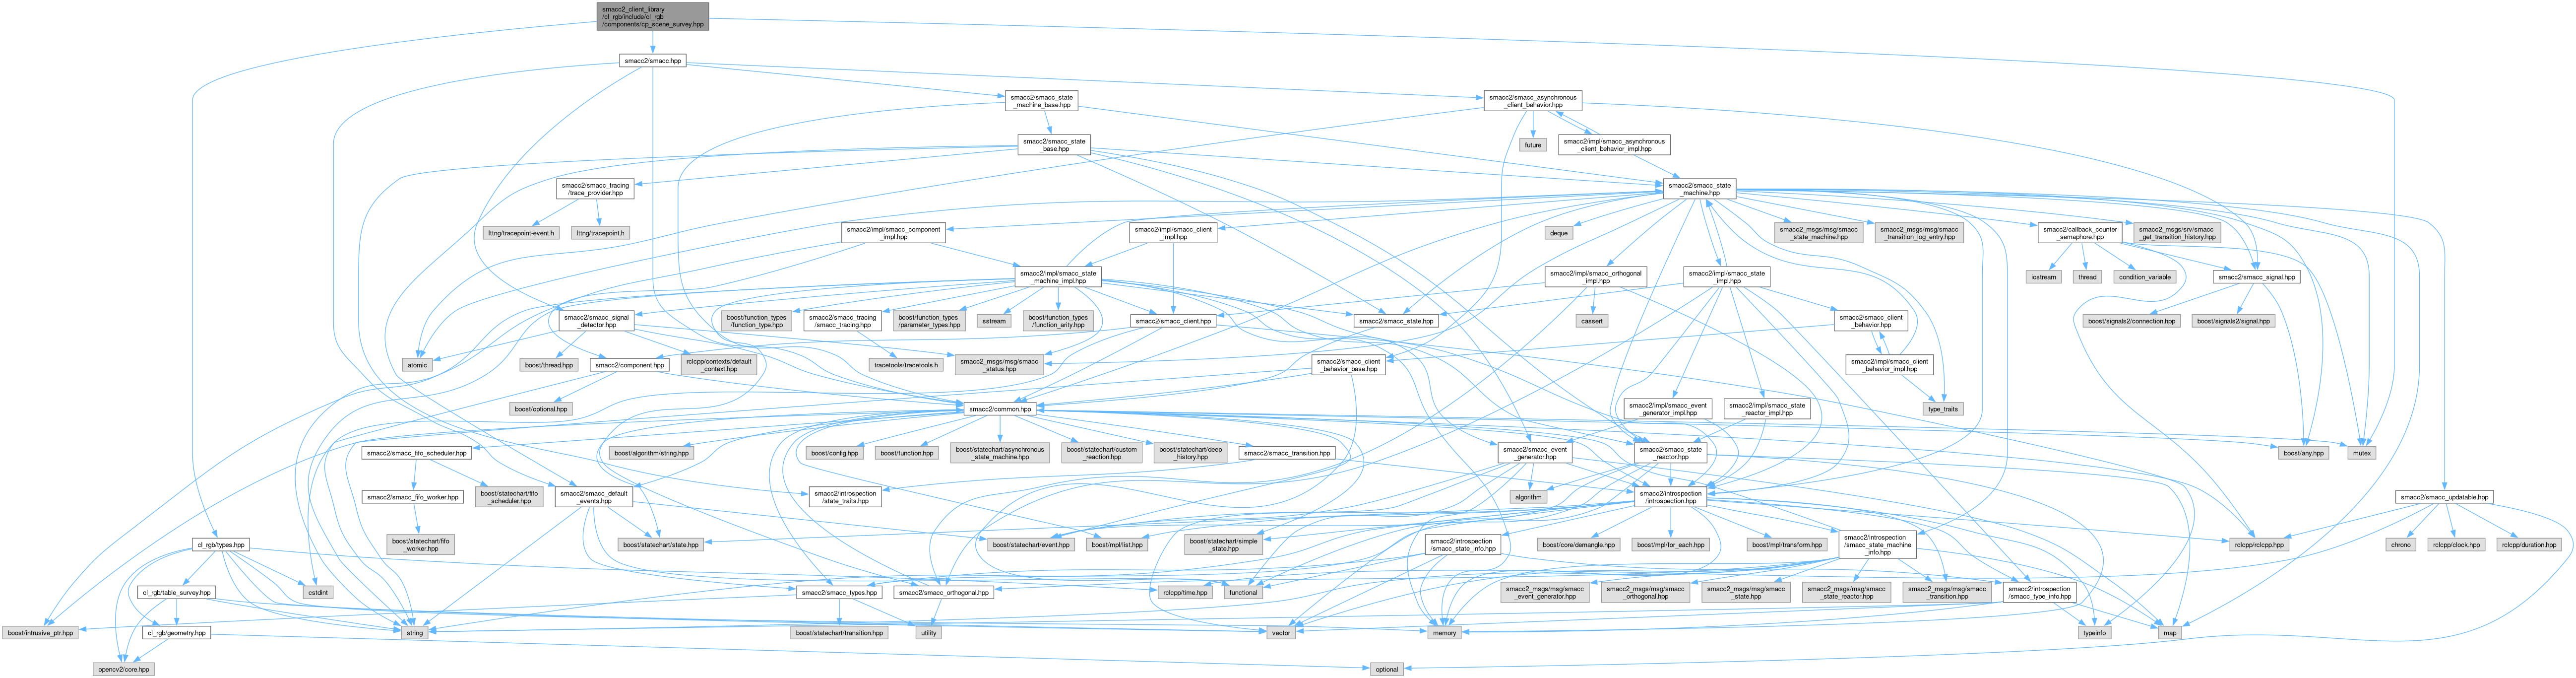 smacc2_client_library
/cl_rgb/include/cl_rgb
/components/cp_scene_survey.hpp
smacc2/smacc.hpp
smacc2/smacc_state
_machine_base.hpp
smacc2/smacc_asynchronous
_client_behavior.hpp
smacc2/smacc_state
_base.hpp
future
smacc2/impl/smacc_asynchronous
_client_behavior_impl.hpp
smacc2/smacc_tracing
/trace_provider.hpp
smacc2/smacc_state
_machine.hpp
lttng/tracepoint-event.h
lttng/tracepoint.h
smacc2/impl/smacc_component
_impl.hpp
smacc2/impl/smacc_client
_impl.hpp
deque
smacc2_msgs/msg/smacc
_state_machine.hpp
smacc2_msgs/msg/smacc
_transition_log_entry.hpp
smacc2/callback_counter
_semaphore.hpp
smacc2_msgs/srv/smacc
_get_transition_history.hpp
smacc2/impl/smacc_state
_machine_impl.hpp
smacc2/impl/smacc_orthogonal
_impl.hpp
smacc2/impl/smacc_state
_impl.hpp
iostream
thread
condition_variable
smacc2/smacc_signal.hpp
smacc2/smacc_signal
_detector.hpp
boost/function_types
/function_type.hpp
smacc2/smacc_tracing
/smacc_tracing.hpp
boost/function_types
/parameter_types.hpp
sstream
boost/function_types
/function_arity.hpp
smacc2/smacc_client.hpp
cassert
smacc2/smacc_state.hpp
smacc2/smacc_client
_behavior.hpp
boost/signals2/connection.hpp
boost/signals2/signal.hpp
atomic
boost/thread.hpp
smacc2/component.hpp
rclcpp/contexts/default
_context.hpp
tracetools/tracetools.h
smacc2_msgs/msg/smacc
_status.hpp
smacc2/smacc_client
_behavior_base.hpp
smacc2/impl/smacc_client
_behavior_impl.hpp
boost/optional.hpp
smacc2/common.hpp
smacc2/impl/smacc_event
_generator_impl.hpp
smacc2/impl/smacc_state
_reactor_impl.hpp
type_traits
smacc2/smacc_fifo_scheduler.hpp
boost/algorithm/string.hpp
boost/config.hpp
boost/function.hpp
boost/statechart/asynchronous
_state_machine.hpp
boost/statechart/custom
_reaction.hpp
boost/statechart/deep
_history.hpp
smacc2/smacc_transition.hpp
smacc2/smacc_event
_generator.hpp
smacc2/smacc_state
_reactor.hpp
boost/any.hpp
mutex
smacc2/smacc_fifo_worker.hpp
boost/statechart/fifo
_scheduler.hpp
smacc2/smacc_default
_events.hpp
smacc2/introspection
/state_traits.hpp
algorithm
smacc2/introspection
/introspection.hpp
smacc2/smacc_updatable.hpp
cl_rgb/types.hpp
boost/statechart/fifo
_worker.hpp
boost/statechart/state.hpp
boost/statechart/event.hpp
boost/mpl/list.hpp
boost/statechart/simple
_state.hpp
smacc2/introspection
/smacc_state_info.hpp
boost/core/demangle.hpp
boost/mpl/for_each.hpp
boost/mpl/transform.hpp
smacc2/introspection
/smacc_state_machine
_info.hpp
rclcpp/rclcpp.hpp
chrono
rclcpp/clock.hpp
rclcpp/duration.hpp
cl_rgb/table_survey.hpp
cstdint
smacc2/smacc_types.hpp
smacc2/smacc_orthogonal.hpp
rclcpp/time.hpp
functional
smacc2_msgs/msg/smacc
_event_generator.hpp
smacc2_msgs/msg/smacc
_orthogonal.hpp
smacc2_msgs/msg/smacc
_state.hpp
smacc2_msgs/msg/smacc
_state_reactor.hpp
smacc2_msgs/msg/smacc
_transition.hpp
smacc2/introspection
/smacc_type_info.hpp
boost/intrusive_ptr.hpp
cl_rgb/geometry.hpp
string
boost/statechart/transition.hpp
utility
vector
memory
typeinfo
map
opencv2/core.hpp
optional